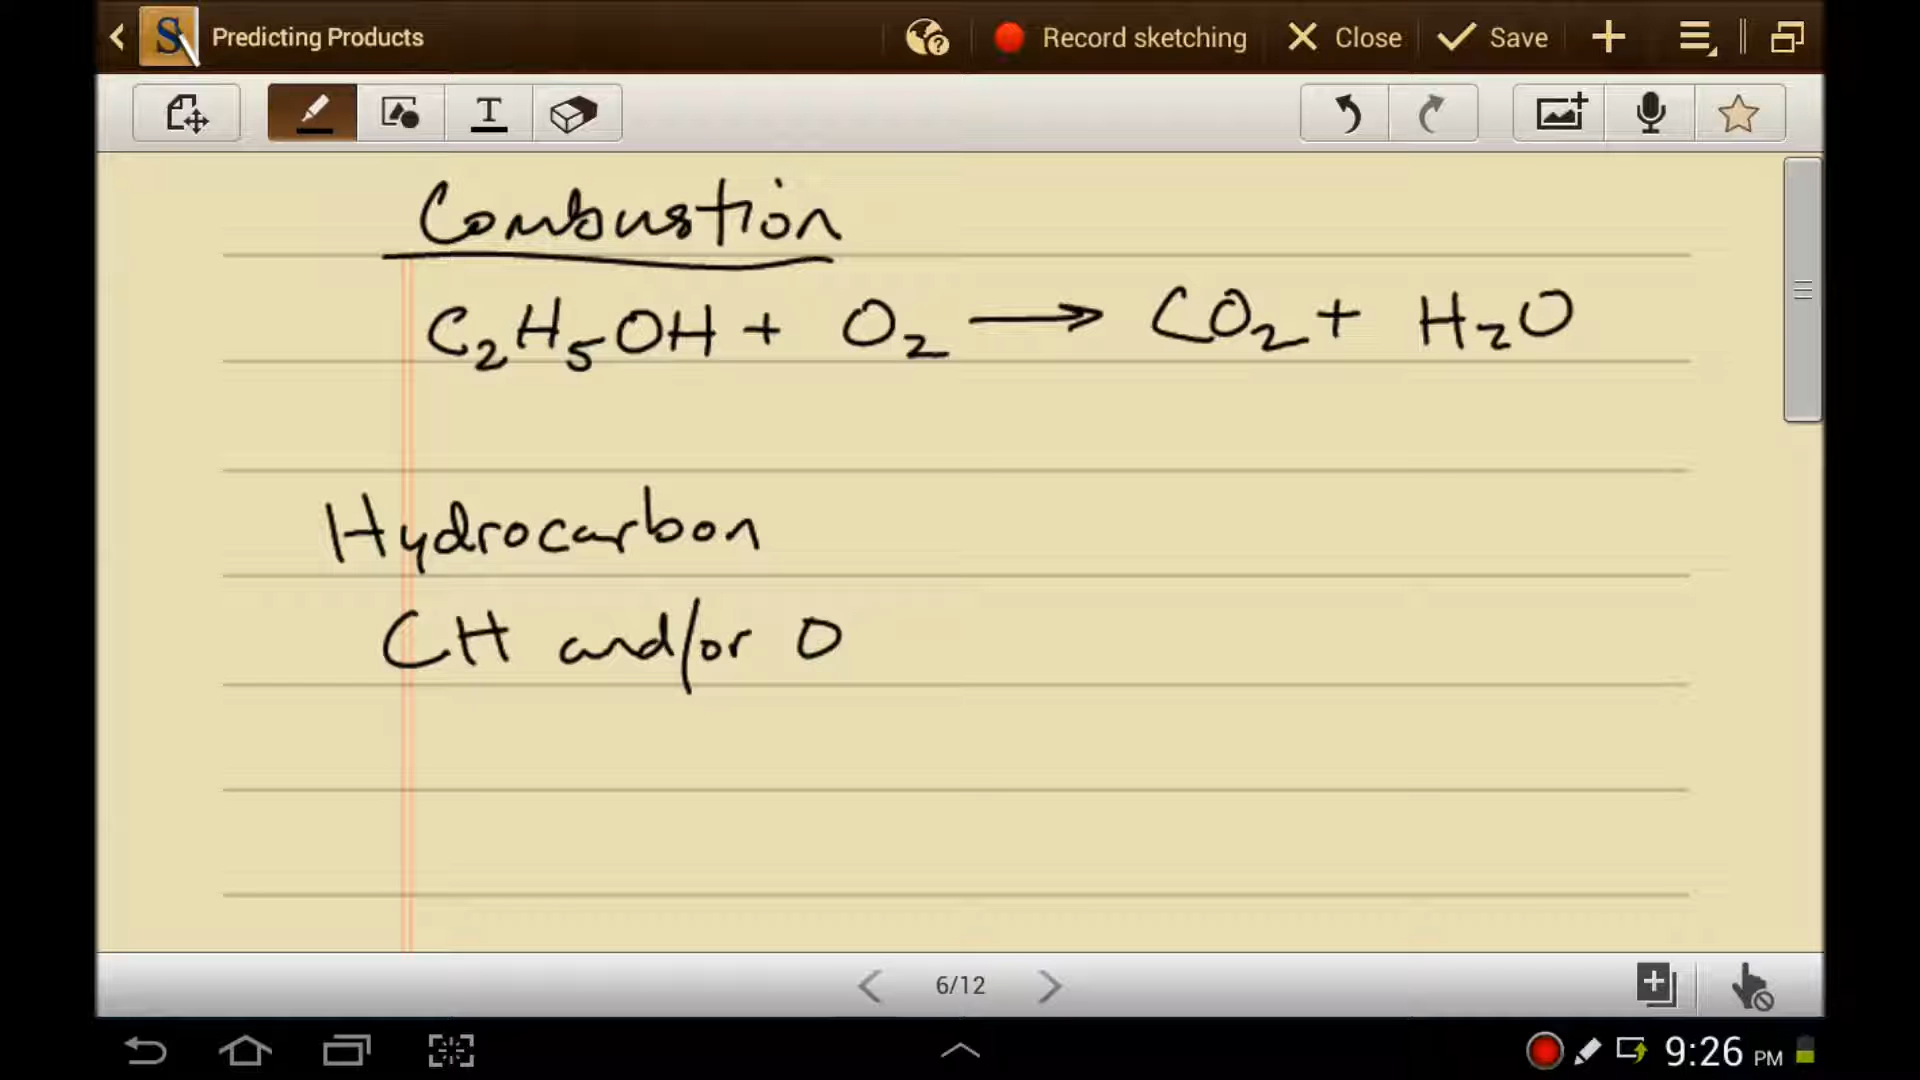 Predicting Products
Record sketching
Close
Save
T
Combustion
C₂H₅OH + O₂ → CO₂ + H₂O
Hydrocarbon
CH and/or O
6/12
9:26 PM